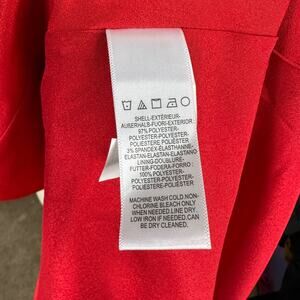 SHELL-EXTÉRIEUR-
AUßERHALB-FUORI-EXTERIOR:
97% POLYESTER-
POLYESTER-POLYESTER-
POLIESTERE POLIÉSTER
3% SPANDEX-ÉLASTHANNE-
ELASTAN-ELASTAN-ELASTANO
LINING-DOUBLURE-
FUTTER-FODERA-FORRO :
100% POLYESTER-
POLYESTER-POLYESTER
POLIESTERE-POLIÉSTER
MACHINE WASH COLD.NON-
CHLORINE BLEACH ONLY
WHEN NEEDED.LINE DRY.
LOW IRON IF NEEDED.CAN
BE DRY CLEANED.